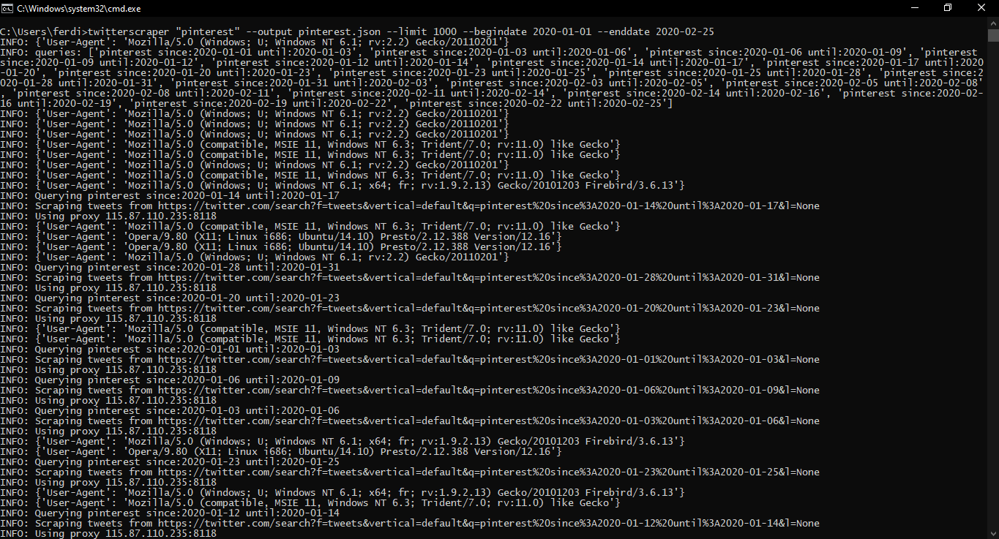 C:\Windows\system32\cmd.exe
C:\Users\ferdi>twitterscraper "pinterest" --output pinterest.json --limit 1000 --begindate 2020-01-01 --enddate 2020-02-25
INFO: {'User-Agent': 'Mozilla/5.0 (Windows; U; Windows NT 6.1; rv:2.2) Gecko/20110201'}
INFO: queries: ['pinterest since:2020-01-01 until:2020-01-03', 'pinterest since:2020-01-03 until:2020-01-06', 'pinterest since:2020-01-06 until:2020-01-09', 'pinterest
since:2020-01-09 until:2020-01-12', 'pinterest since:2020-01-12 until:2020-01-14', 'pinterest since:2020-01-14 until:2020-01-17', 'pinterest since:2020-01-17 until:2020
-01-20', 'pinterest since:2020-01-20 until:2020-01-23', 'pinterest since:2020-01-23 until:2020-01-25', 'pinterest since:2020-01-25 until:2020-01-28', 'pinterest since:2
020-01-28 until:2020-01-31', 'pinterest since:2020-01-31 until:2020-02-03', 'pinterest since:2020-02-03 until:2020-02-05', 'pinterest since:2020-02-05 until:2020-02-08'
, 'pinterest since:2020-02-08 until:2020-02-11', 'pinterest since:2020-02-11 until:2020-02-14', 'pinterest since:2020-02-14 until:2020-02-16', 'pinterest since:2020-02-
16 until:2020-02-19', 'pinterest since:2020-02-19 until:2020-02-22', 'pinterest since:2020-02-22 until:2020-02-25']
INFO: {'User-Agent': 'Mozilla/5.0 (Windows; U; Windows NT 6.1; rv:2.2) Gecko/20110201'}
INFO: {'User-Agent': 'Mozilla/5.0 (Windows; U; Windows NT 6.1; rv:2.2) Gecko/20110201'}
INFO: {'User-Agent': 'Mozilla/5.0 (Windows; U; Windows NT 6.1; rv:2.2) Gecko/20110201'}
INFO: {'User-Agent': 'Mozilla/5.0 (compatible, MSIE 11, Windows NT 6.3; Trident/7.0; rv:11.0) like Gecko'}
INFO: {'User-Agent': 'Mozilla/5.0 (compatible, MSIE 11, Windows NT 6.3; Trident/7.0; rv:11.0) like Gecko'}
INFO: {'User-Agent': 'Mozilla/5.0 (Windows; U; Windows NT 6.1; rv:2.2) Gecko/20110201'}
INFO: {'User-Agent': 'Mozilla/5.0 (compatible, MSIE 11, Windows NT 6.3; Trident/7.0; rv:11.0) like Gecko'}
INFO: {'User-Agent': 'Mozilla/5.0 (Windows; U; Windows NT 6.1; x64; fr; rv:1.9.2.13) Gecko/20101203 Firebird/3.6.13'}
INFO: Querying pinterest since:2020-01-14 until:2020-01-17
INFO: Scraping tweets from https://twitter.com/search?f=tweets&vertical=default&q=pinterest%20since%3A2020-01-14%20until%3A2020-01-17&l=None
INFO: Using proxy 115.87.110.235:8118
INFO: {'User-Agent': 'Mozilla/5.0 (compatible, MSIE 11, Windows NT 6.3; Trident/7.0; rv:11.0) like Gecko'}
INFO: {'User-Agent': 'Opera/9.80 (X11; Linux i686; Ubuntu/14.10) Presto/2.12.388 Version/12.16'}
INFO: {'User-Agent': 'Opera/9.80 (X11; Linux i686; Ubuntu/14.10) Presto/2.12.388 Version/12.16'}
INFO: {'User-Agent': 'Mozilla/5.0 (Windows; U; Windows NT 6.1; rv:2.2) Gecko/20110201'}
INFO: Querying pinterest since:2020-01-28 until:2020-01-31
INFO: Scraping tweets from https://twitter.com/search?f=tweets&vertical=default&q=pinterest%20since%3A2020-01-28%20until%3A2020-01-31&l=None
INFO: Using proxy 115.87.110.235:8118
INFO: Querying pinterest since:2020-01-20 until:2020-01-23
INFO: Scraping tweets from https://twitter.com/search?f=tweets&vertical=default&q=pinterest%20since%3A2020-01-20%20until%3A2020-01-23&l=None
INFO: Using proxy 115.87.110.235:8118
INFO: {'User-Agent': 'Mozilla/5.0 (compatible, MSIE 11, Windows NT 6.3; Trident/7.0; rv:11.0) like Gecko'}
INFO: {'User-Agent': 'Mozilla/5.0 (compatible, MSIE 11, Windows NT 6.3; Trident/7.0; rv:11.0) like Gecko'}
INFO: Querying pinterest since:2020-01-01 until:2020-01-03
INFO: Scraping tweets from https://twitter.com/search?f=tweets&vertical=default&q=pinterest%20since%3A2020-01-01%20until%3A2020-01-03&l=None
INFO: Using proxy 115.87.110.235:8118
INFO: Querying pinterest since:2020-01-06 until:2020-01-09
INFO: Scraping tweets from https://twitter.com/search?f=tweets&vertical=default&q=pinterest%20since%3A2020-01-06%20until%3A2020-01-09&l=None
INFO: Using proxy 115.87.110.235:8118
INFO: Querying pinterest since:2020-01-03 until:2020-01-06
INFO: Scraping tweets from https://twitter.com/search?f=tweets&vertical=default&q=pinterest%20since%3A2020-01-03%20until%3A2020-01-06&l=None
INFO: Using proxy 115.87.110.235:8118
INFO: {'User-Agent': 'Mozilla/5.0 (Windows; U; Windows NT 6.1; x64; fr; rv:1.9.2.13) Gecko/20101203 Firebird/3.6.13'}
INFO: {'User-Agent': 'Opera/9.80 (X11; Linux i686; Ubuntu/14.10) Presto/2.12.388 Version/12.16'}
INFO: Querying pinterest since:2020-01-23 until:2020-01-25
INFO: Scraping tweets from https://twitter.com/search?f=tweets&vertical=default&q=pinterest%20since%3A2020-01-23%20until%3A2020-01-25&l=None
INFO: Using proxy 115.87.110.235:8118
INFO: {'User-Agent': 'Mozilla/5.0 (Windows; U; Windows NT 6.1; x64; fr; rv:1.9.2.13) Gecko/20101203 Firebird/3.6.13'}
INFO: {'User-Agent': 'Mozilla/5.0 (compatible, MSIE 11, Windows NT 6.3; Trident/7.0; rv:11.0) like Gecko'}
INFO: Querying pinterest since:2020-01-12 until:2020-01-14
INFO: Scraping tweets from https://twitter.com/search?f=tweets&vertical=default&q=pinterest%20since%3A2020-01-12%20until%3A2020-01-14&l=None
INFO: Using proxy 115.87.110.235:8118